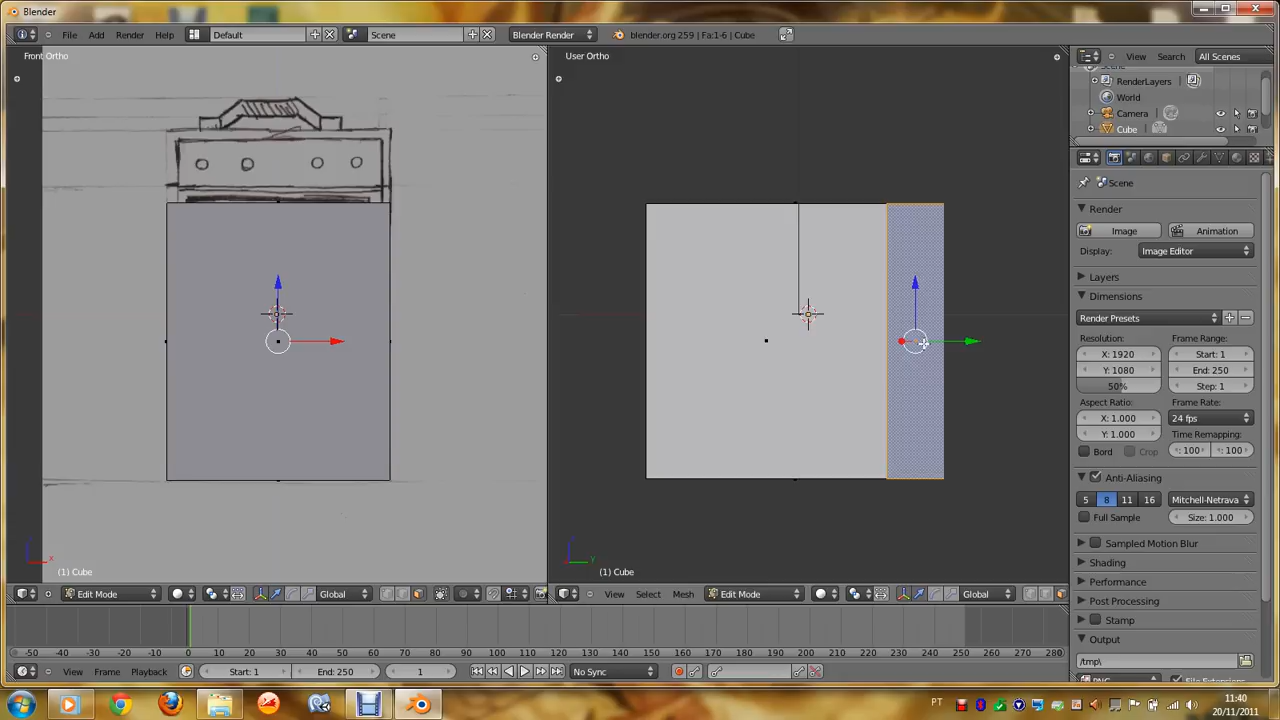 Blender
File Add Render Help Default Scene Blender Render blender.org 259 | Fa:1-6 | Cube
Front Ortho
User Ortho
View Search All Scenes
RenderLayers
World
Camera
Cube
Scene
Render
Image Animation
Display: Image Editor
Layers
Dimensions
Render Presets
Resolution: Frame Range:
X: 1920 Start: 1
Y: 1080 End: 250
50% Step: 1
Aspect Ratio: Frame Rate:
X: 1.000 24 fps
Y: 1.000 Time Remapping:
Bord Crop : 100 : 100
Anti-Aliasing
5 8 11 16 Mitchell-Netrava
Full Sample Size: 1.000
Sampled Motion Blur
Shading
Performance
Post Processing
Stamp
Output
/tmp\
x
Y
(1) Cube
(1) Cube
Edit Mode Global
View Select Mesh Edit Mode Global
-50 -40 -30 -20 -10 0 10 20 30 40 50 60 70 80 90 100 110 120 130 140 150 160 170 180 190 200 210 220 230 240 250 260 270 280
View Frame Playback Start: 1 End: 250 1 No Sync
PT
11:40
20/11/2011